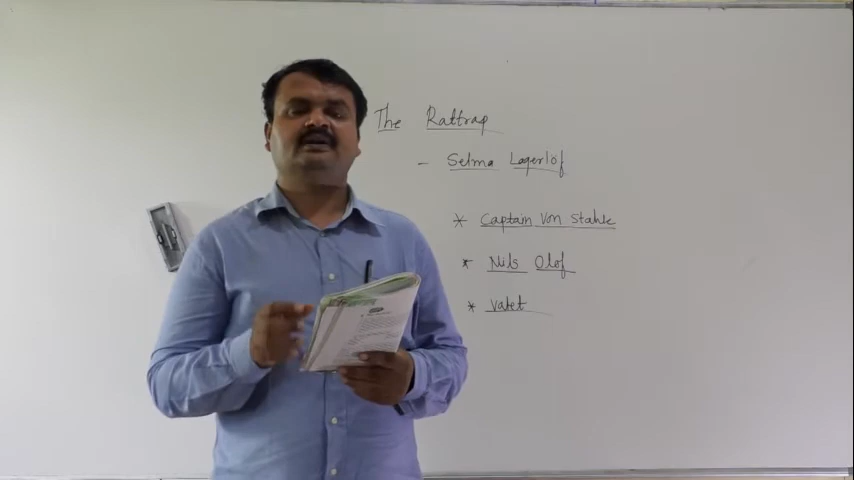 The Rattrap
- Selma Lagerlof
* Captain Von Stahle
* Nils Olof
* Valet